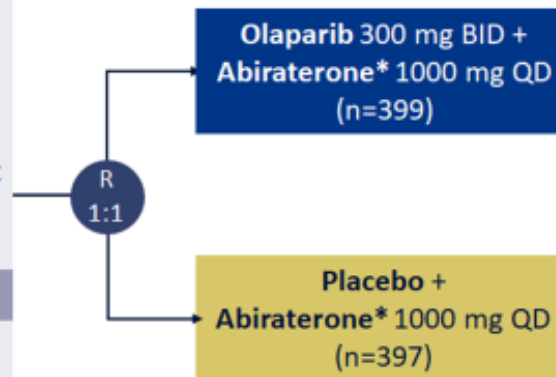 Olaparib 300 mg BID +
Abiraterone* 1000 mg QD
(n=399)
R
1:1
Placebo +
Abiraterone* 1000 mg QD
(n=397)